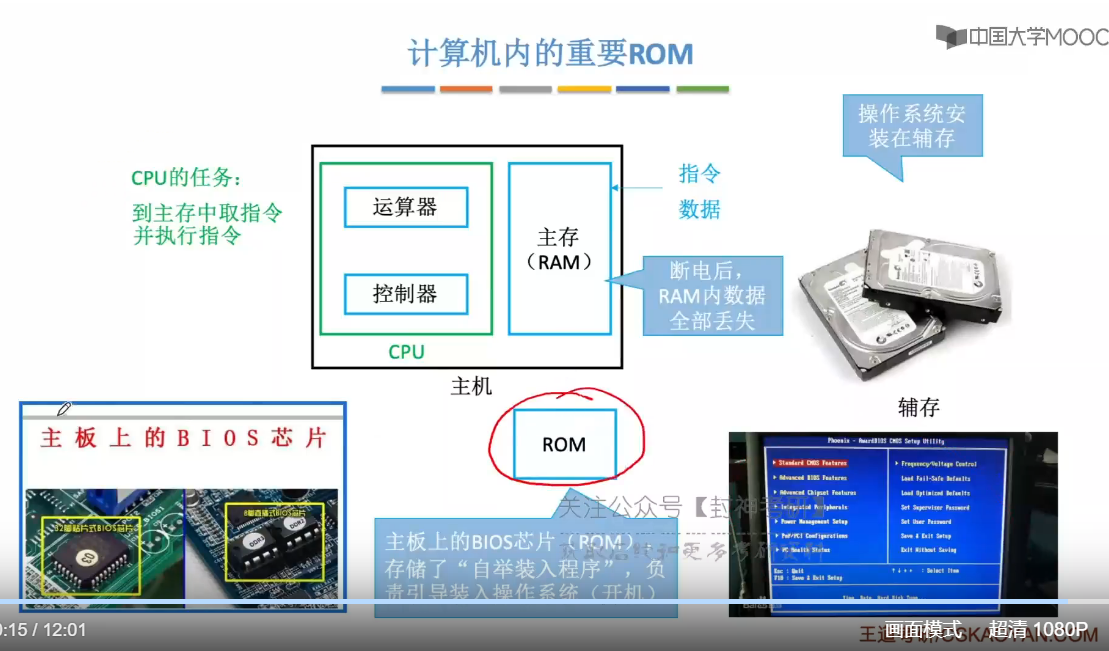 中国大学MOOC
计算机内的重要ROM
操作系统安
装在辅存
CPU的任务：
到主存中取指令
并执行指令
运算器
控制器
CPU
主存
（RAM）
指令
数据
断电后，
RAM内数据
全部丢失
主机
辅存
ROM
主板上的BIOS芯片
32脚贴片式BIOS芯片
8脚直插式BIOS芯片
关注公众号【封神考研】
主板上的BIOS芯片（ROM）
存储了“自举装入程序”，负
责引导装入操作系统（开机）
Phoenix - AwardBIOS CMOS Setup Utility
Standard CMOS Features
Advanced BIOS Features
Advanced Chipset Features
Integrated Peripherals
Power Management Setup
PnP/PCI Configurations
PC Health Status
Frequency/Voltage Control
Load Fail-Safe Defaults
Load Optimized Defaults
Set Supervisor Password
Set User Password
Save & Exit Setup
Exit Without Saving
Esc : Quit
F10 : Save & Exit Setup
↑ ↓ → ← : Select Item
:15 / 12:01
画面模式
超清 1080P
王道考研/CSKAOYAN.COM